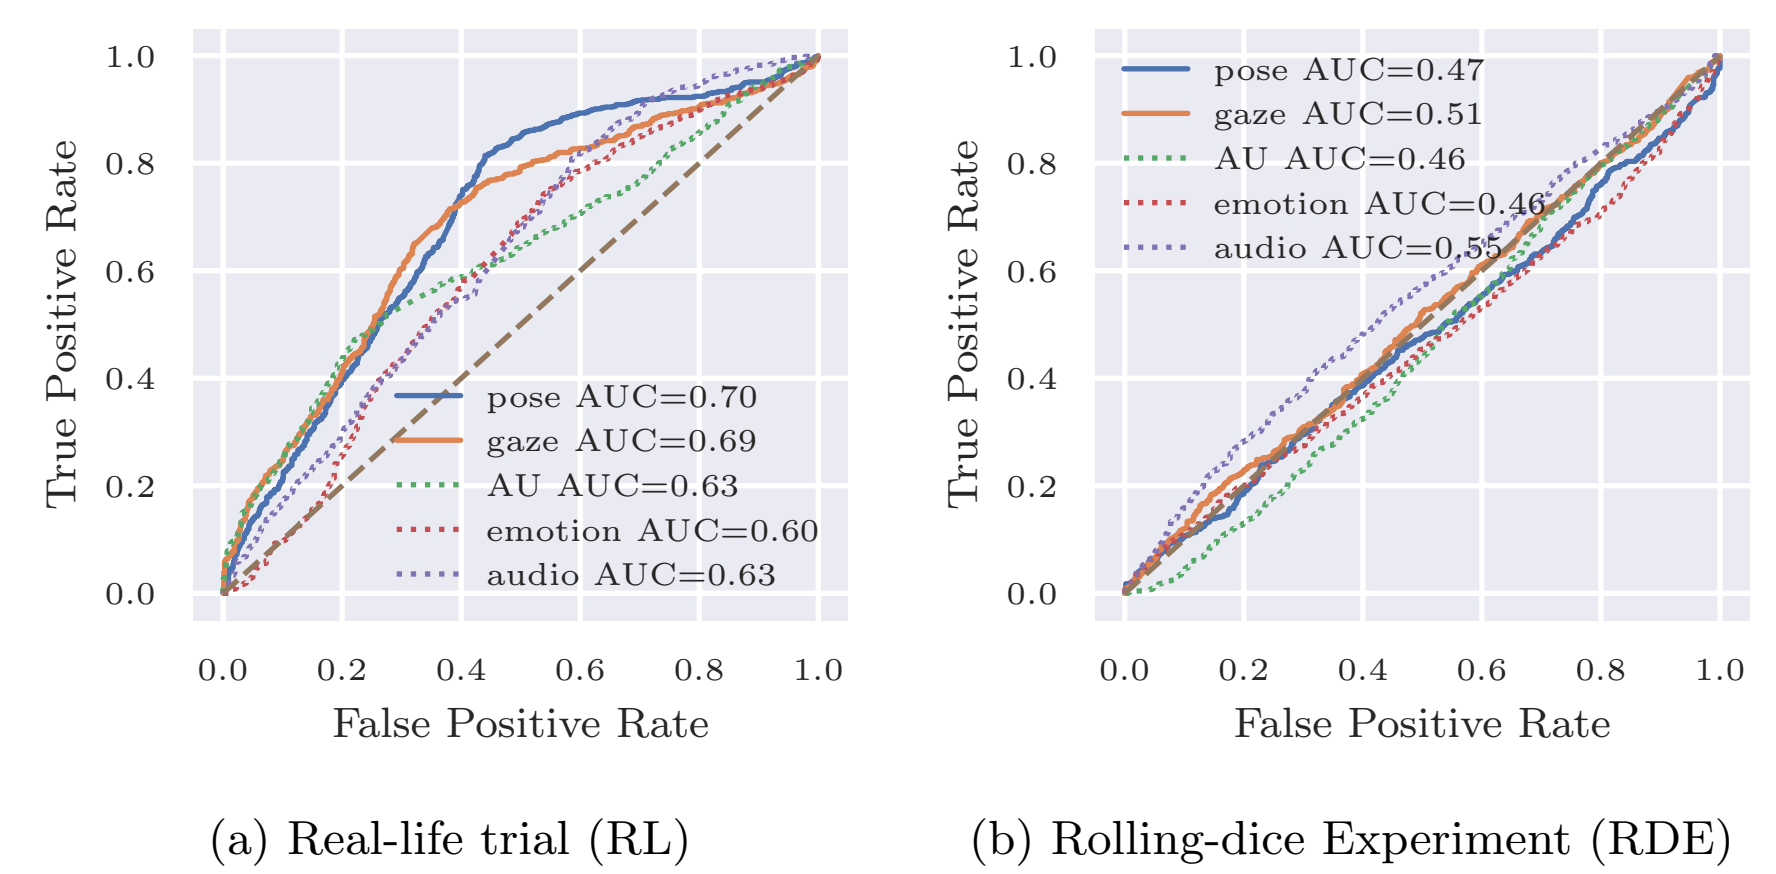 True Positive Rate
1.0
0.8
0.6
0.4
0.2
0.0
pose AUC=0.70
gaze AUC=0.69
AU AUC=0.63
emotion AUC=0.60
audio AUC=0.63
0.0 0.2 0.4 0.6 0.8 1.0
False Positive Rate
(a) Real-life trial (RL)
True Positive Rate
1.0
0.8
0.6
0.4
0.2
0.0
pose AUC=0.47
gaze AUC=0.51
AU AUC=0.46
emotion AUC=0.46
audio AUC=0.55
0.0 0.2 0.4 0.6 0.8 1.0
False Positive Rate
(b) Rolling-dice Experiment (RDE)